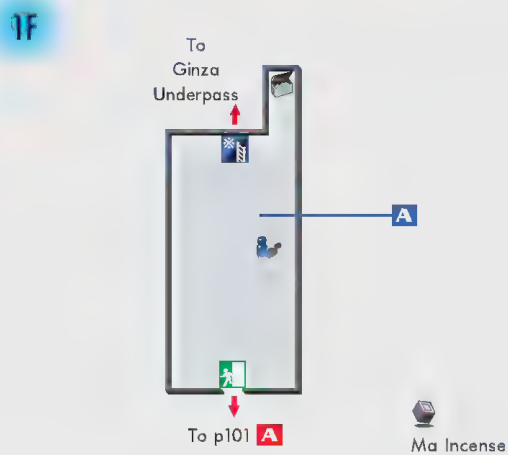 1F
To
Ginza
Underpass
A
To p101 A
Ma Incense